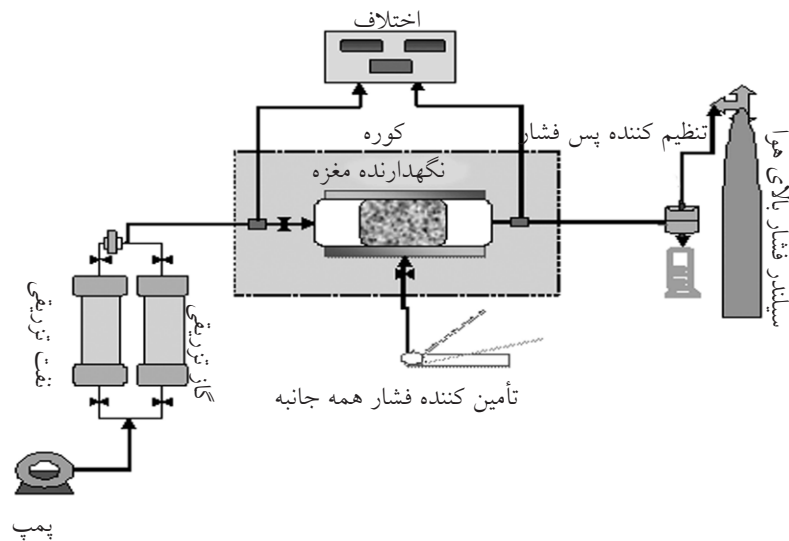 اختلاف
تنظیم کننده پس فشار
کوره
نگهدارنده مغزه
سیلندر فشار بالای هوا
گاز تزریقی
نفت تزریقی
تأمین کننده فشار همه جانبه
پمپ